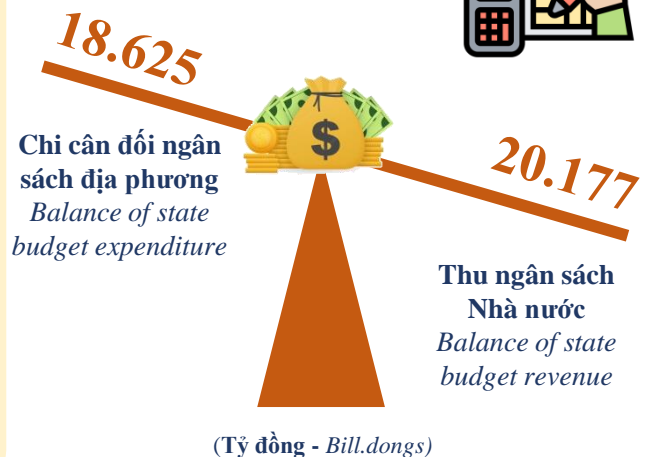 18.625
Chi cân đối ngân
sách địa phương
Balance of state
budget expenditure
$
20.177
Thu ngân sách
Nhà nước
Balance of state
budget revenue
(Tỷ đồng - Bill.dongs)